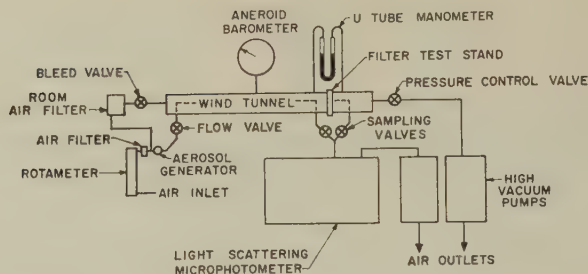 ANEROID
BAROMETER
U TUBE MANOMETER
FILTER TEST STAND
BLEED VALVE
PRESSURE CONTROL VALVE
ROOM
AIR FILTER
WIND TUNNEL
FLOW VALVE
SAMPLING
VALVES
AIR FILTER
AEROSOL
GENERATOR
ROTAMETER
AIR INLET
HIGH
VACUUM
PUMPS
LIGHT SCATTERING
MICROPHOTOMETER
AIR OUTLETS